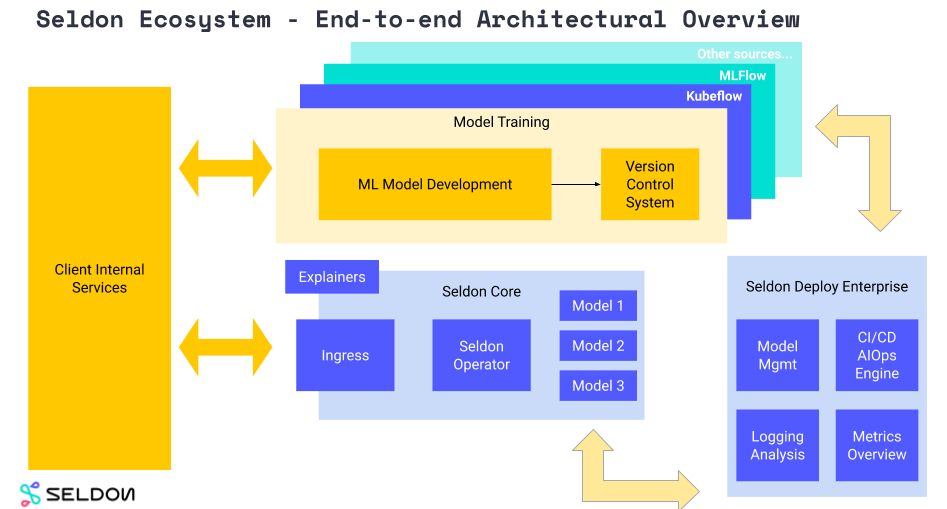 Seldon Ecosystem - End-to-end Architectural Overview
Other sources...
MLFlow
Kubeflow
Model Training
ML Model Development
Version
Control
System
Client Internal
Services
Explainers
Seldon Core
Ingress
Seldon
Operator
Model 1
Model 2
Model 3
Seldon Deploy Enterprise
Model
Mgmt
CI/CD
AIOps
Engine
Logging
Analysis
Metrics
Overview
SELDON